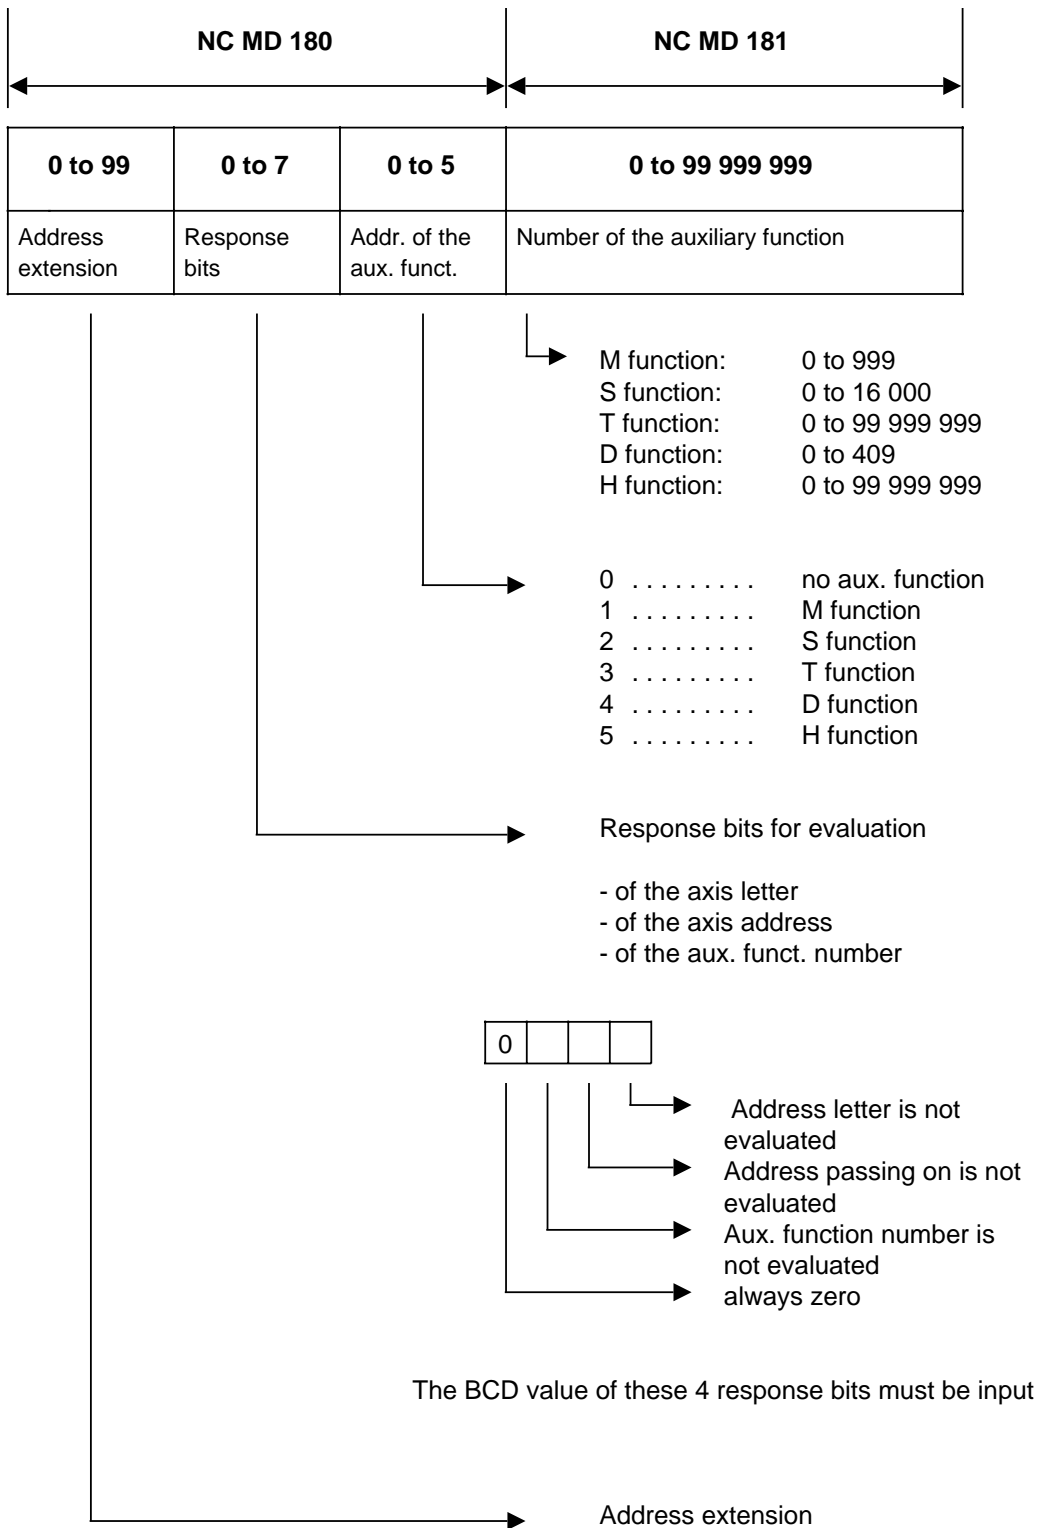 NC MD 180 NC MD 181
0 to 99 0 to 7 0 to 5 0 to 99 999 999
Address extension Response bits Addr. of the aux. funct. Number of the auxiliary function
M function: 0 to 999
S function: 0 to 16 000
T function: 0 to 99 999 999
D function: 0 to 409
H function: 0 to 99 999 999
0 . . . . . . . . . no aux. function
1 . . . . . . . . . M function
2 . . . . . . . . . S function
3 . . . . . . . . . T function
4 . . . . . . . . . D function
5 . . . . . . . . . H function
Response bits for evaluation
- of the axis letter
- of the axis address
- of the aux. funct. number
0
Address letter is not
evaluated
Address passing on is not
evaluated
Aux. function number is
not evaluated
always zero
The BCD value of these 4 response bits must be input
Address extension